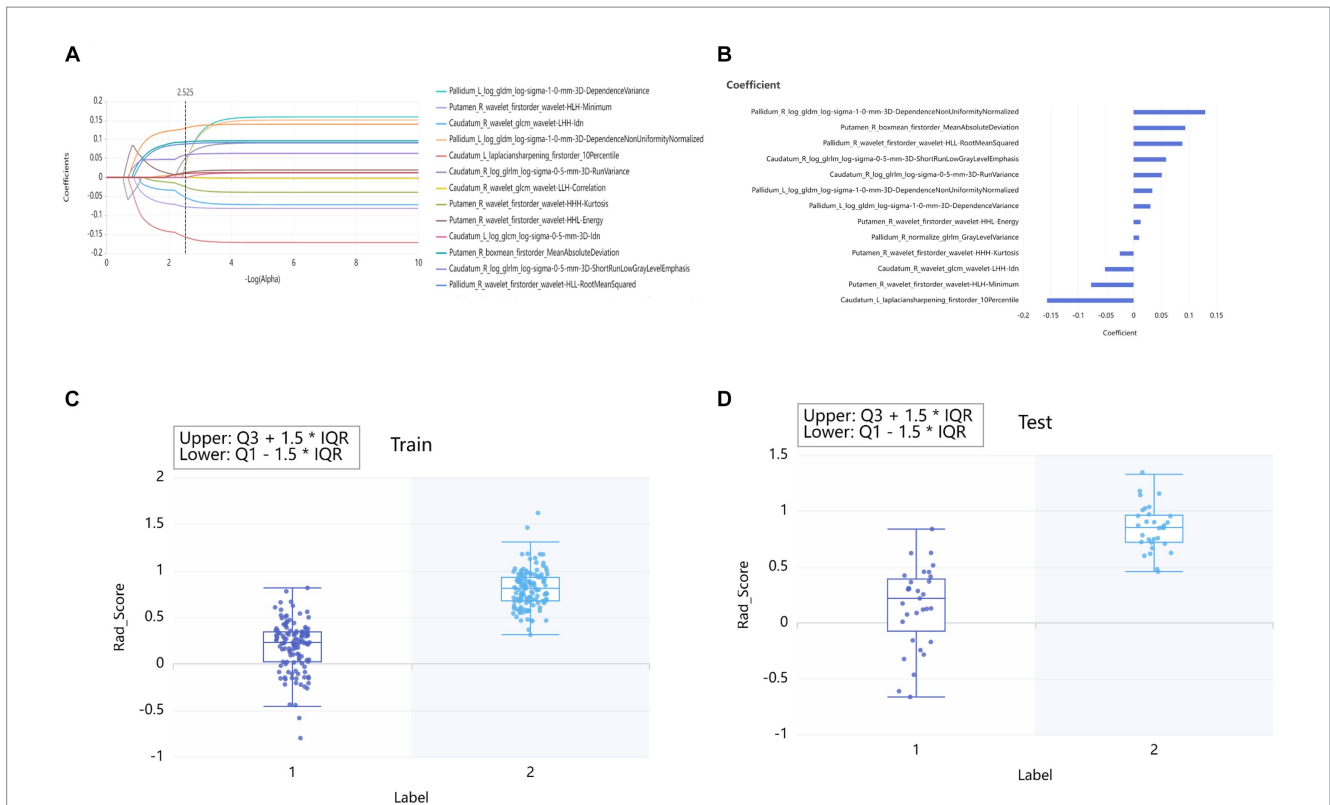 A
2.525
0.2
0.15
0.1
0.05
0
-0.05
-0.1
-0.15
-0.2
Coefficients
0
2
4
6
8
10
-Log(Alpha)
Pallidum_L_log_gldm_log-sigma-1-0-mm-3D-DependenceVariance
Putamen_R_wavelet_firstorder_wavelet-HLH-Minimum
Caudatum_R_wavelet_glcm_wavelet-LHH-Idn
Pallidum_L_log_gldm_log-sigma-1-0-mm-3D-DependenceNonUniformityNormalized
Caudatum_L_laplaciansharpening_firstorder_10Percentile
Caudatum_R_log_glrlm_log-sigma-0-5-mm-3D-RunVariance
Caudatum_R_wavelet_glcm_wavelet-LLH-Correlation
Putamen_R_wavelet_firstorder_wavelet-HHH-Kurtosis
Putamen_R_wavelet_firstorder_wavelet-HHL-Energy
Caudatum_L_log_glcm_log-sigma-0-5-mm-3D-Idn
Putamen_R_boxmean_firstorder_MeanAbsoluteDeviation
Caudatum_R_log_glrlm_log-sigma-0-5-mm-3D-ShortRunLowGrayLevelEmphasis
Pallidum_R_wavelet_firstorder_wavelet-HLL-RootMeanSquared
B
Coefficient
Pallidum_R_log_gldm_log-sigma-1-0-mm-3D-DependenceNonUniformityNormalized
Putamen_R_boxmean_firstorder_MeanAbsoluteDeviation
Pallidum_R_wavelet_firstorder_wavelet-HLL-RootMeanSquared
Caudatum_R_log_glrlm_log-sigma-0-5-mm-3D-ShortRunLowGrayLevelEmphasis
Caudatum_R_log_glrlm_log-sigma-0-5-mm-3D-RunVariance
Pallidum_L_log_gldm_log-sigma-1-0-mm-3D-DependenceNonUniformityNormalized
Pallidum_L_log_gldm_log-sigma-1-0-mm-3D-DependenceVariance
Putamen_R_wavelet_firstorder_wavelet-HHL-Energy
Pallidum_R_normalize_glrlm_GrayLevelVariance
Putamen_R_wavelet_firstorder_wavelet-HHH-Kurtosis
Caudatum_R_wavelet_glcm_wavelet-LHH-Idn
Putamen_R_wavelet_firstorder_wavelet-HLH-Minimum
Caudatum_L_laplaciansharpening_firstorder_10Percentile
-0.2
-0.15
-0.1
-0.05
0
0.05
0.1
0.15
Coefficient
C
Upper: Q3 + 1.5 * IQR
Lower: Q1 - 1.5 * IQR
Train
2
1.5
1
0.5
0
-0.5
-1
Rad_Score
1
2
Label
D
Upper: Q3 + 1.5 * IQR
Lower: Q1 - 1.5 * IQR
Test
1.5
1
0.5
0
-0.5
-1
Rad_Score
1
2
Label